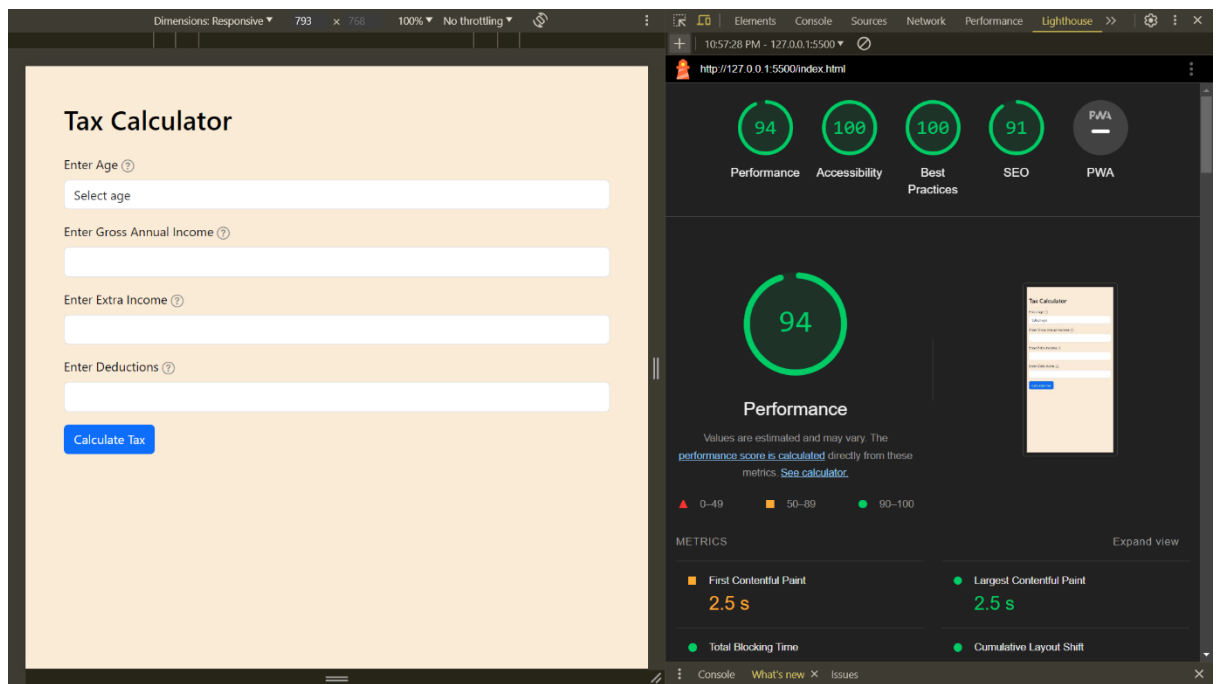 Dimensions: Responsive ▼ 793 × 768 100% ▼ No throttling ▼
Tax Calculator
Enter Age ?
Select age
Enter Gross Annual Income ?
Enter Extra Income ?
Enter Deductions ?
Calculate Tax
Elements Console Sources Network Performance Lighthouse >>
10:57:28 PM - 127.0.0.1:5500 ▼
http://127.0.0.1:5500/index.html
94 100 100 91 PWA
Performance Accessibility Best Practices SEO PWA
94
Performance
Values are estimated and may vary. The
performance score is calculated directly from these
metrics. See calculator.
0–49 50–89 90–100
Tax Calculator
METRICS Expand view
First Contentful Paint
2.5 s
Largest Contentful Paint
2.5 s
Total Blocking Time
Cumulative Layout Shift
Console What's new × Issues